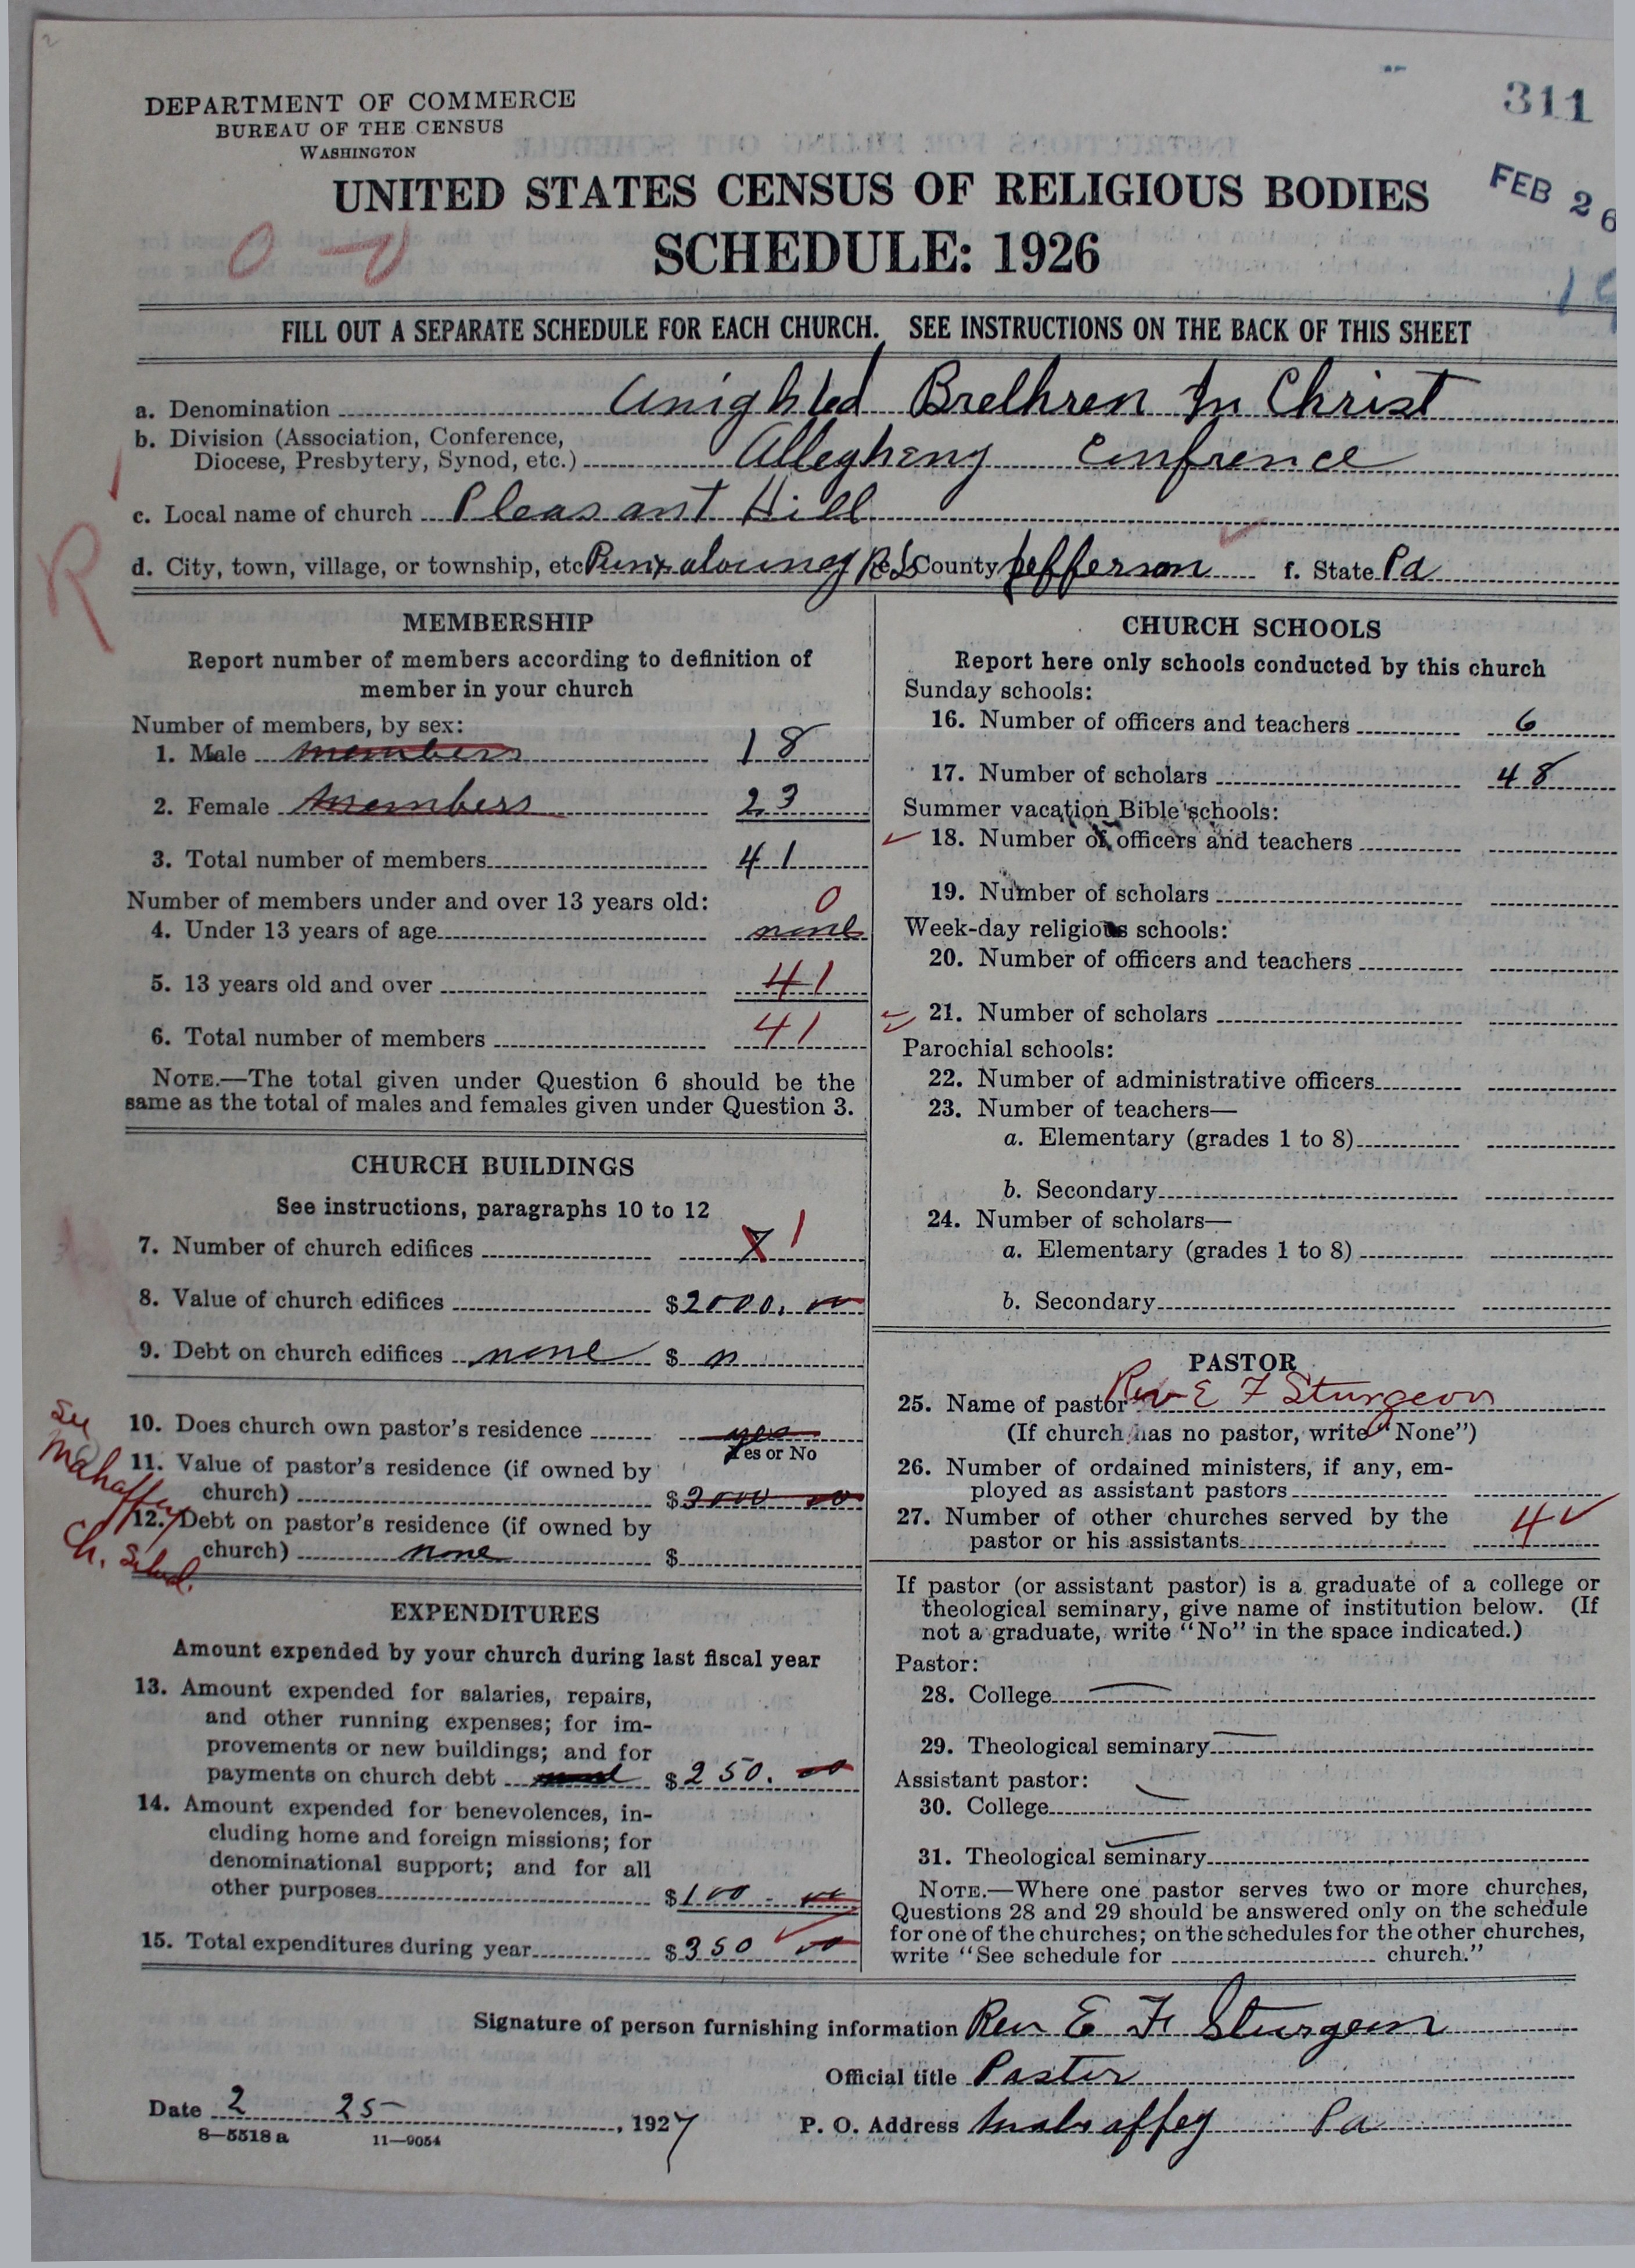 311
DEPARTMENT OF COMMERCE
BUREAU OF THE CENSUS
WASHINGTON
FEB 26
UNITED STATES CENSUS OF RELIGIOUS BODIES
SCHEDULE: 1926
FILL OUT A SEPARATE SCHEDULE FOR EACH CHURCH. SEE INSTRUCTIONS ON THE BACK OF THIS SHEET
a. Denomination Unighted Brethren In Christ
b. Division (Association, Conference,
Diocese, Presbytery, Synod, etc.) Allegheny Confrence
c. Local name of church Pleasant Hill
R
d. City, town, village, or township, etc County Jefferson f. State Pa
MEMBERSHIP
Report number of members according to definition of
member in your church
Number of members, by sex:
1. Male members 18
2. Female members 23
3. Total number of members 41
Number of members under and over 13 years old: 0
4. Under 13 years of age none
5. 13 years old and over 41
6. Total number of members 41
NOTE.—The total given under Question 6 should be the
same as the total of males and females given under Question 3.
CHURCH BUILDINGS
See instructions, paragraphs 10 to 12
7. Number of church edifices 1
8. Value of church edifices $2000.00
9. Debt on church edifices none $ n
10. Does church own pastor's residence yes
Yes or No
11. Value of pastor's residence (if owned by
church) $3000 00
12. Debt on pastor's residence (if owned by
church) none $
See
Mahaffey
Ch. Sched.
EXPENDITURES
Amount expended by your church during last fiscal year
13. Amount expended for salaries, repairs,
and other running expenses; for im-
provements or new buildings; and for
payments on church debt $250.00
14. Amount expended for benevolences, in-
cluding home and foreign missions; for
denominational support; and for all
other purposes $100-00
15. Total expenditures during year $350 00
CHURCH SCHOOLS
Report here only schools conducted by this church
Sunday schools:
16. Number of officers and teachers 6
17. Number of scholars 48
Summer vacation Bible schools:
18. Number of officers and teachers
19. Number of scholars
Week-day religious schools:
20. Number of officers and teachers
21. Number of scholars
Parochial schools:
22. Number of administrative officers
23. Number of teachers—
a. Elementary (grades 1 to 8)
b. Secondary
24. Number of scholars—
a. Elementary (grades 1 to 8)
b. Secondary
PASTOR
25. Name of pastor Rev E F Sturgeon
(If church has no pastor, write "None")
26. Number of ordained ministers, if any, em-
ployed as assistant pastors
27. Number of other churches served by the
pastor or his assistants 4
If pastor (or assistant pastor) is a graduate of a college or
theological seminary, give name of institution below. (If
not a graduate, write "No" in the space indicated.)
Pastor:
28. College
29. Theological seminary
Assistant pastor:
30. College
31. Theological seminary
NOTE.—Where one pastor serves two or more churches,
Questions 28 and 29 should be answered only on the schedule
for one of the churches; on the schedules for the other churches,
write "See schedule for church."
Signature of person furnishing information Rev E F Sturgeon
Official title Pastor
Date 2 25 , 1927
P. O. Address Mahaffey Pa
8—5518 a 11—9054